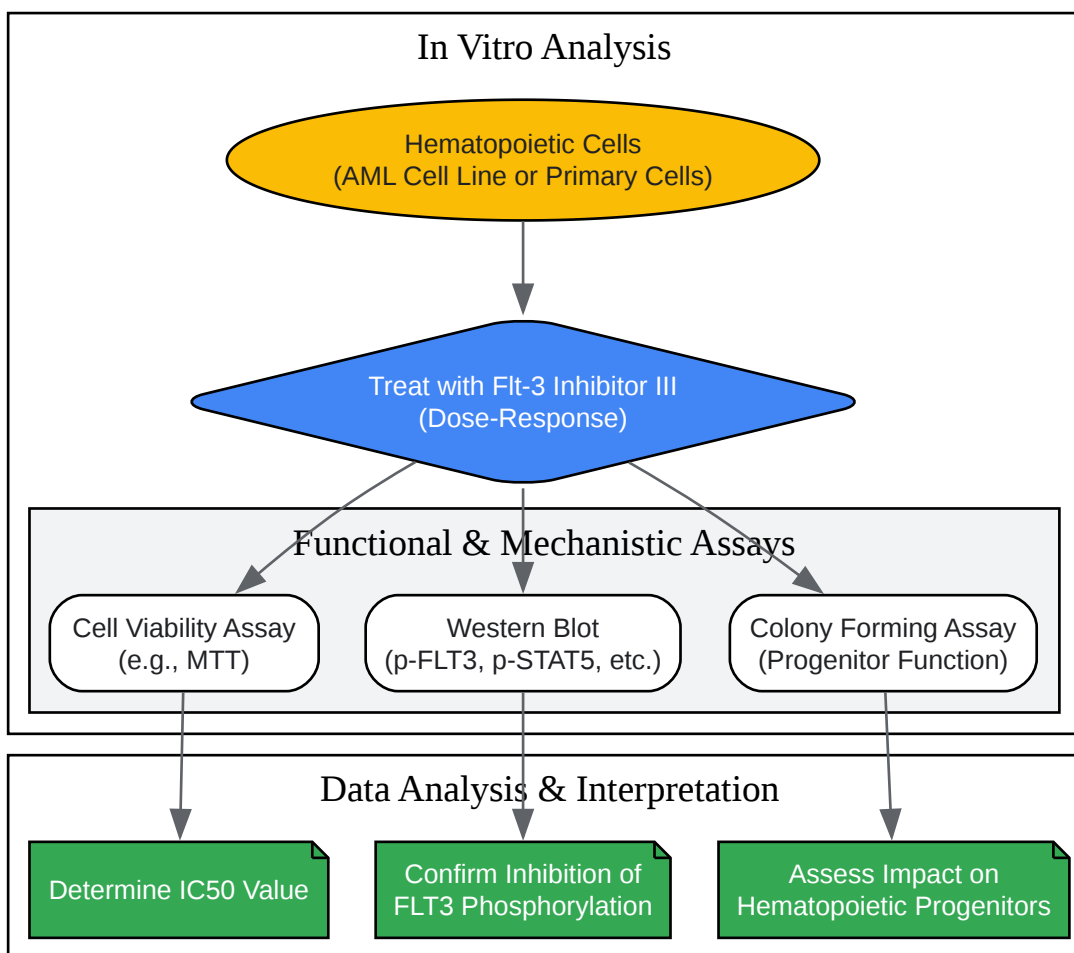 In Vitro Analysis
Hematopoietic Cells
(AML Cell Line or Primary Cells)
Treat with Flt-3 Inhibitor III
(Dose-Response)
Functional & Mechanistic Assays
Cell Viability Assay
(e.g., MTT)
Western Blot
(p-FLT3, p-STAT5, etc.)
Colony Forming Assay
(Progenitor Function)
Data Analysis & Interpretation
Determine IC50 Value
Confirm Inhibition of
FLT3 Phosphorylation
Assess Impact on
Hematopoietic Progenitors